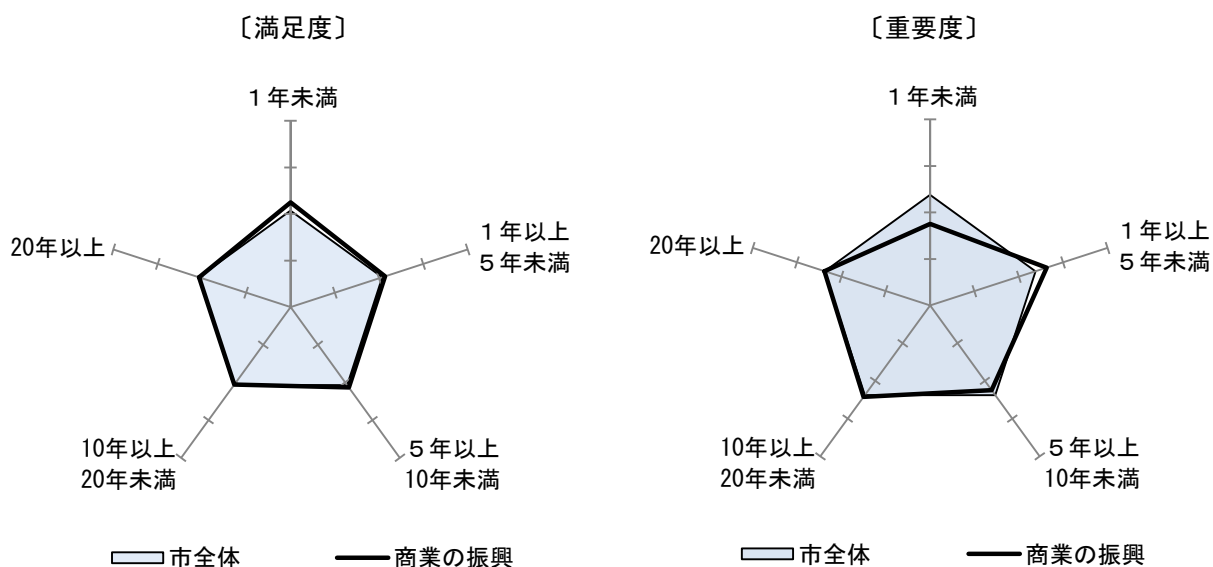 〔満足度〕
１年未満
１年以上
５年未満
５年以上
10年未満
10年以上
20年未満
20年以上
市全体
商業の振興
〔重要度〕
１年未満
１年以上
５年未満
５年以上
10年未満
10年以上
20年未満
20年以上
市全体
商業の振興